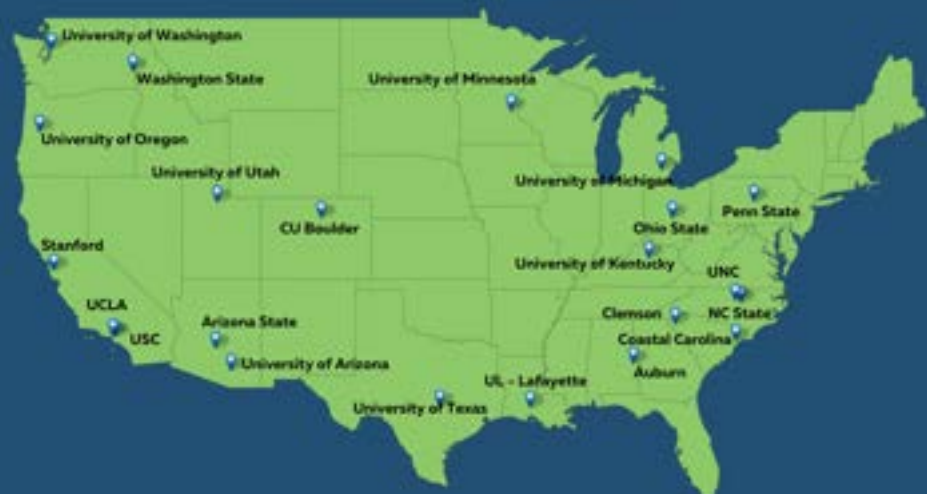 University of Washington
Washington State
University of Minnesota
University of Oregon
University of Utah
University of Michigan
Penn State
CU Boulder
Ohio State
Stanford
University of Kentucky
UNC
UCLA
Clemson
NC State
Arizona State
USC
Coastal Carolina
University of Arizona
Auburn
UL - Lafayette
University of Texas